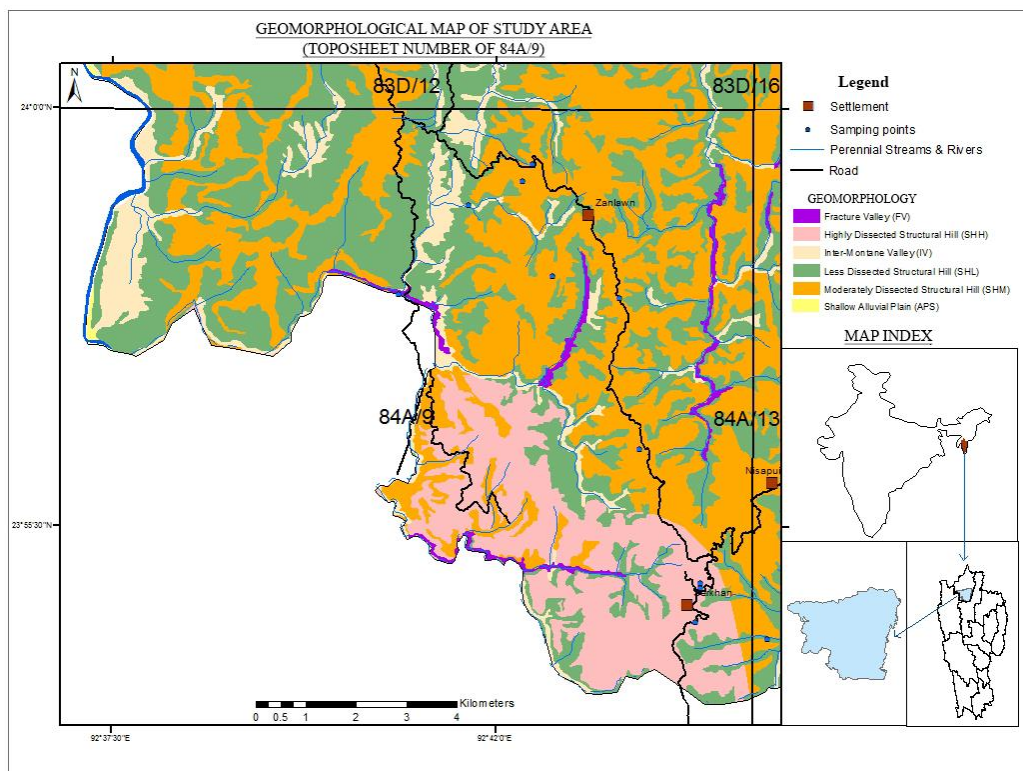 GEOMORPHOLOGICAL MAP OF STUDY AREA
(TOPOSHEET NUMBER OF 84A/9)
N
83D/12
83D/16
24°0'0"N
Zanlawn
84A/9
84A/13
Nisapui
23°55'30"N
Kilometers
0 0.5 1 2 3 4
92°37'30"E
92°42'0"E
Legend
Settlement
Samping points
Perennial Streams & Rivers
Road
GEOMORPHOLOGY
Fracture Valley (FV)
Highly Dissected Structural Hill (SHH)
Inter-Montane Valley (IV)
Less Dissected Structural Hill (SHL)
Moderately Dissected Structural Hill (SHM)
Shallow Alluvial Plain (APS)
MAP INDEX